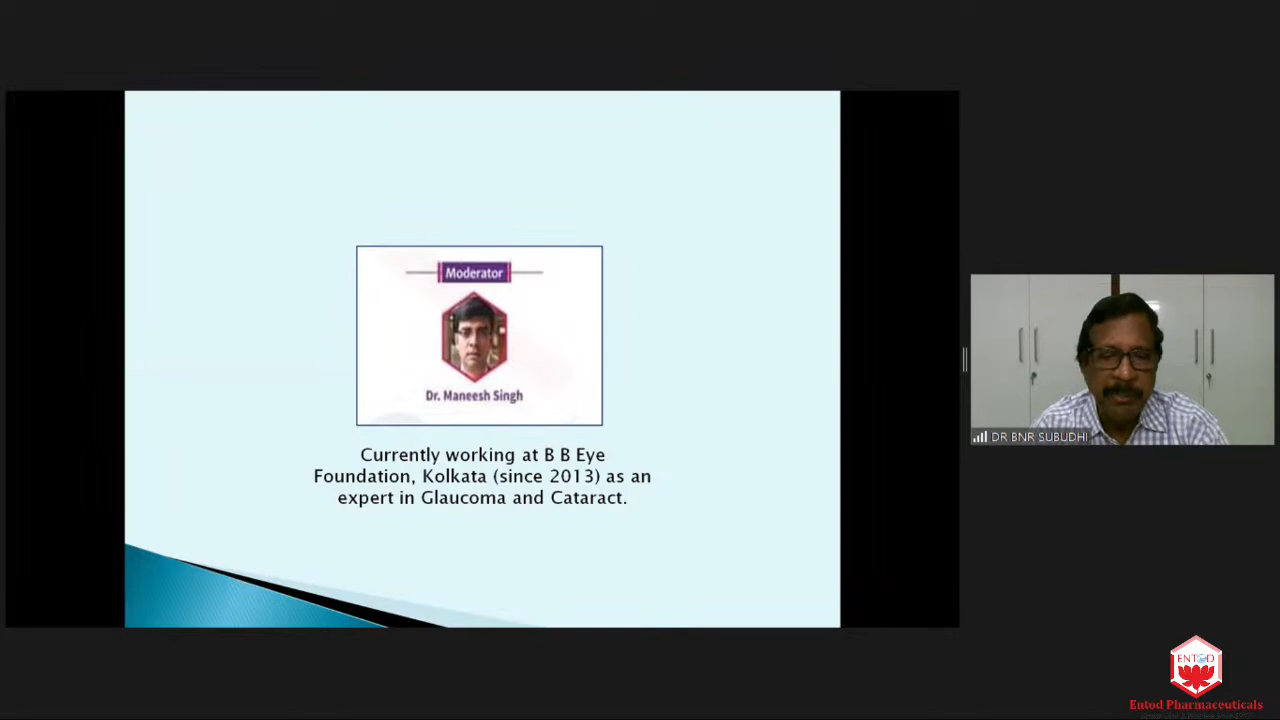 Moderator
Dr. Maneesh Singh
Currently working at B B Eye
Foundation, Kolkata (since 2013) as an
expert in Glaucoma and Cataract.
DR BNR SUBUDHI
ENTOD
Entod Pharmaceuticals